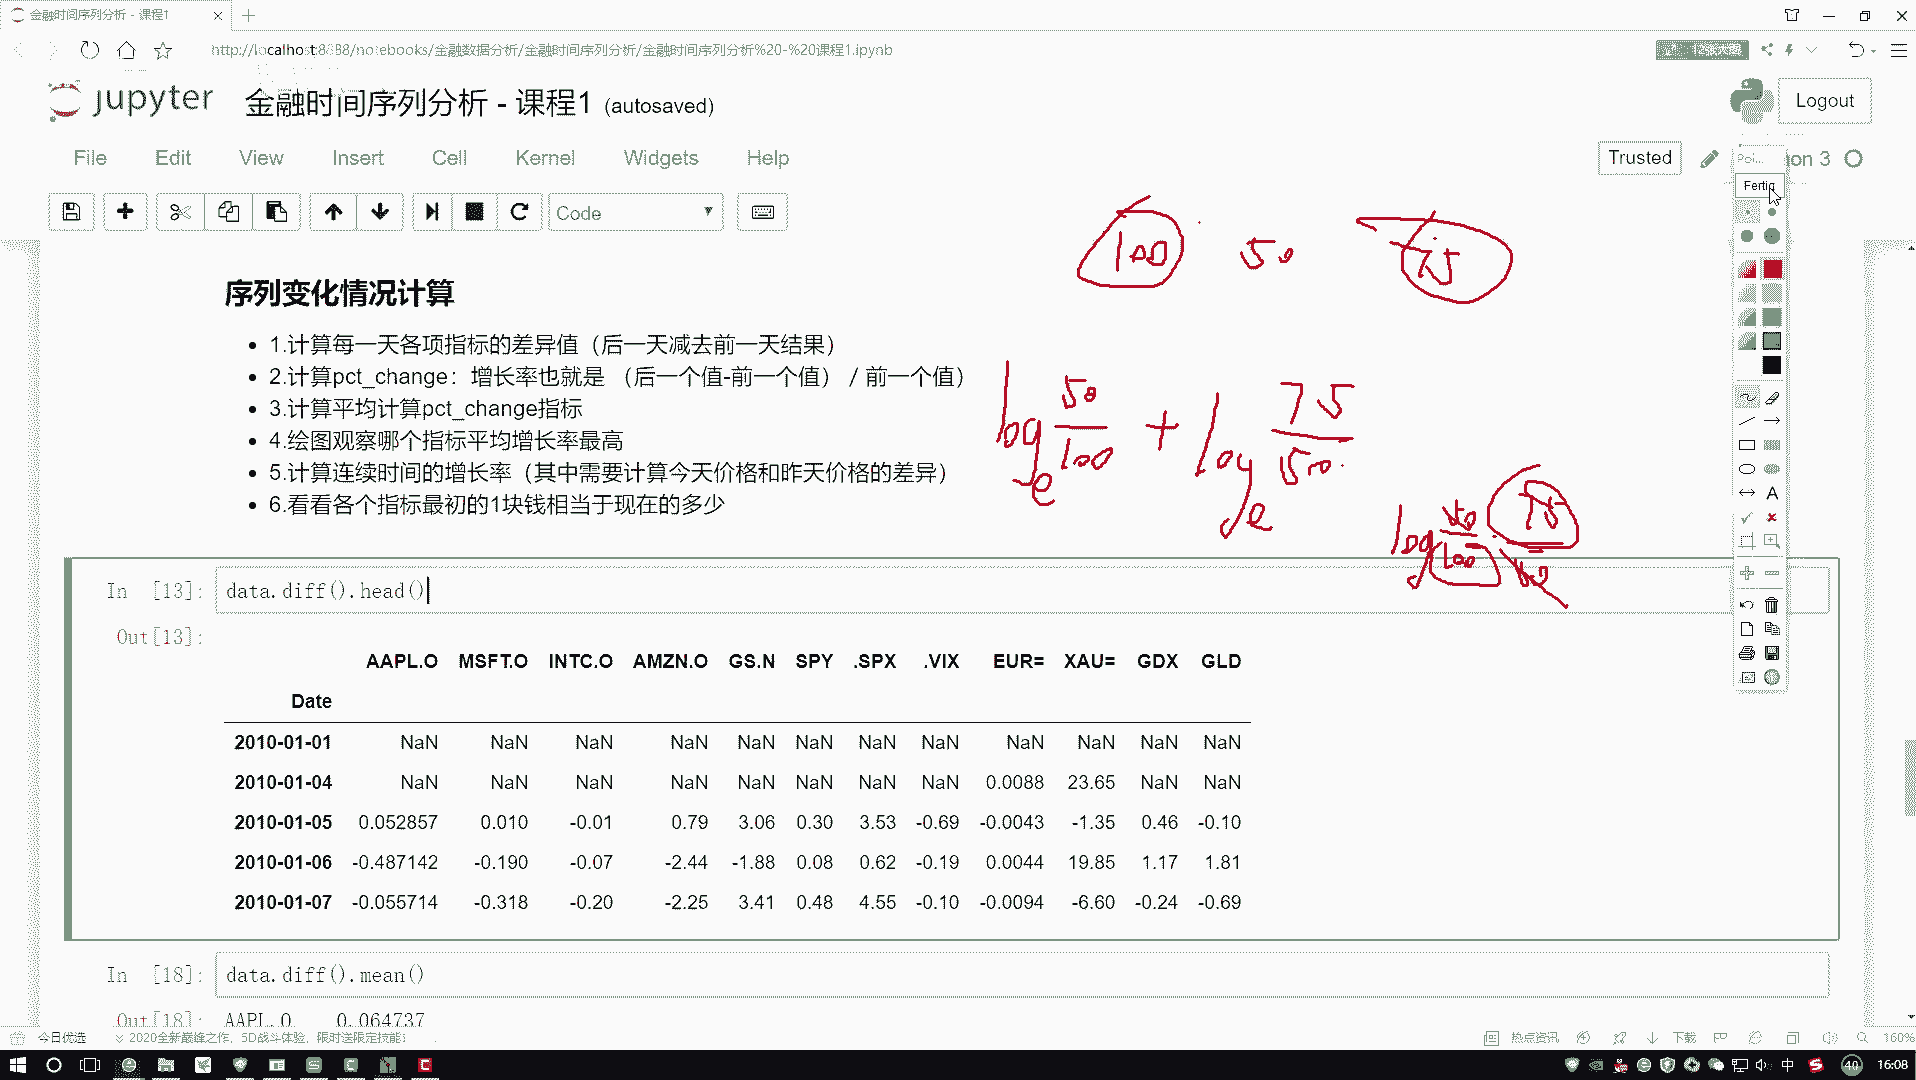 金融时间序列分析 - 课程1
http://localhost:8888/notebooks/金融数据分析/金融时间序列分析/金融时间序列分析%20-%20课程1.ipynb
jupyter 金融时间序列分析 - 课程1 (autosaved)
Logout
File Edit View Insert Cell Kernel Widgets Help
Trusted
Poi...
on 3
Fertig
Code
100 50 75
序列变化情况计算
1.计算每一天各项指标的差异值（后一天减去前一天结果）
2.计算pct_change：增长率也就是 （后一个值-前一个值）/ 前一个值）
3.计算平均计算pct_change指标
4.绘图观察哪个指标平均增长率最高
5.计算连续时间的增长率（其中需要计算今天价格和昨天价格的差异）
6.看看各个指标最初的1块钱相当于现在的多少
log e 50/100 + log e 75/50
log 50/100 · 75/50
In [13]: data.diff().head()
Out[13]:
AAPL.O MSFT.O INTC.O AMZN.O GS.N SPY .SPX .VIX EUR= XAU= GDX GLD
Date
2010-01-01 NaN NaN NaN NaN NaN NaN NaN NaN NaN NaN NaN NaN
2010-01-04 NaN NaN NaN NaN NaN NaN NaN NaN 0.0088 23.65 NaN NaN
2010-01-05 0.052857 0.010 -0.01 0.79 3.06 0.30 3.53 -0.69 -0.0043 -1.35 0.46 -0.10
2010-01-06 -0.487142 -0.190 -0.07 -2.44 -1.88 0.08 0.62 -0.19 0.0044 19.85 1.17 1.81
2010-01-07 -0.055714 -0.318 -0.20 -2.25 3.41 0.48 4.55 -0.10 -0.0094 -6.60 -0.24 -0.69
In [18]: data.diff().mean()
Out[18]: AAPL.O 0.064737
今日优选 2020全新巅峰之作，5D战斗体验，限时送限定技能！
热点资讯 下载 160%
中 40 16:08